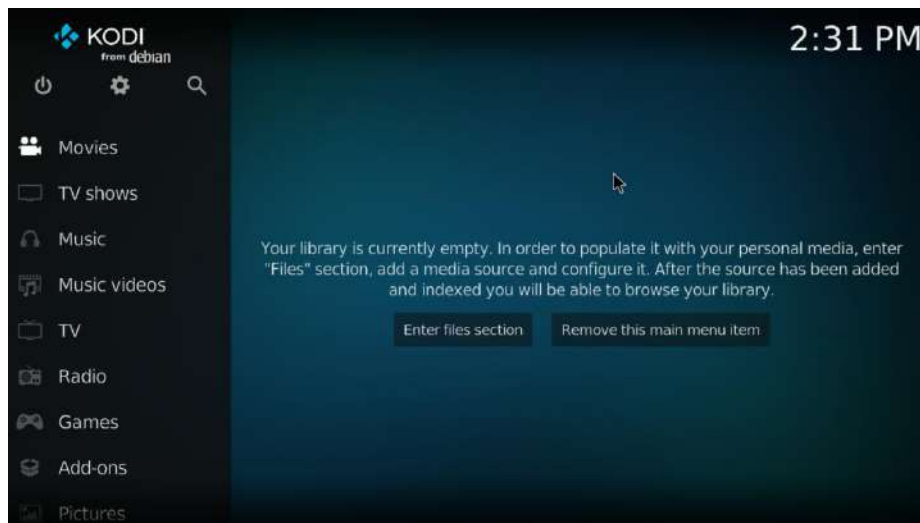 KODI
from debian
2:31 PM
Movies
TV shows
Music
Music videos
TV
Radio
Games
Add-ons
Pictures
Your library is currently empty. In order to populate it with your personal media, enter
"Files" section, add a media source and configure it. After the source has been added
and indexed you will be able to browse your library.
Enter files section
Remove this main menu item